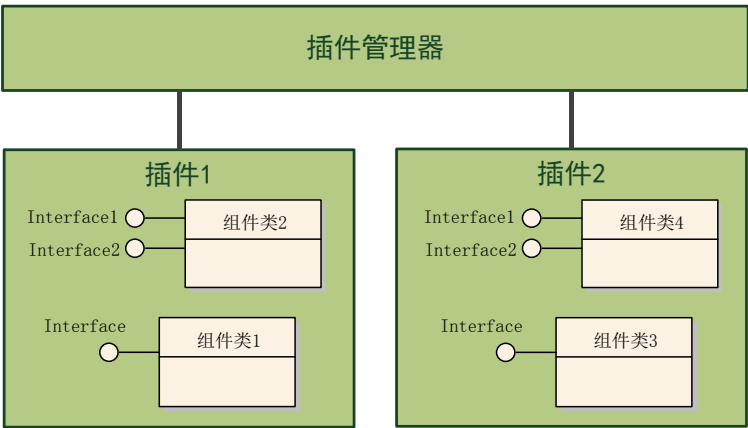 插件管理器
插件1
Interface1
组件类2
Interface2
Interface
组件类1
插件2
Interface1
组件类4
Interface2
Interface
组件类3